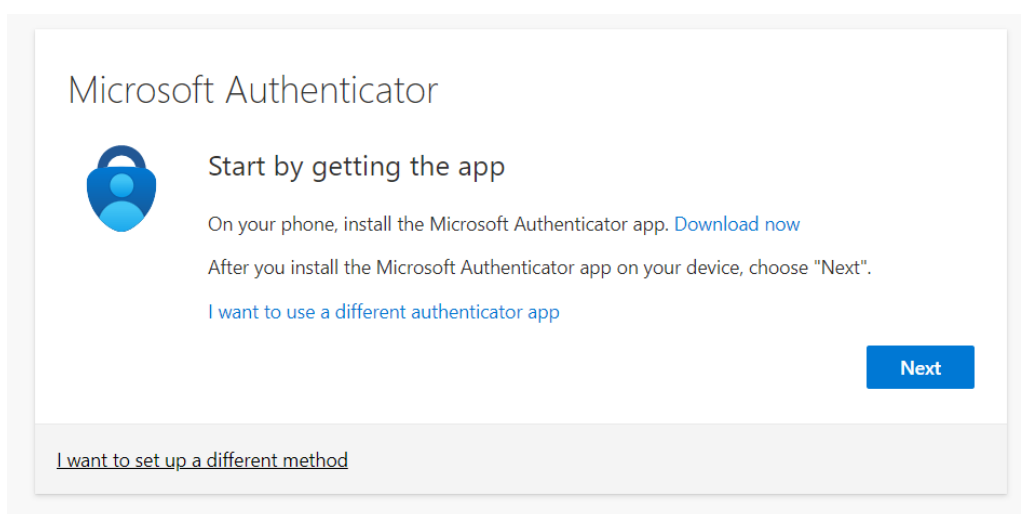 Microsoft Authenticator
Start by getting the app
On your phone, install the Microsoft Authenticator app. Download now
After you install the Microsoft Authenticator app on your device, choose "Next".
I want to use a different authenticator app
Next
I want to set up a different method